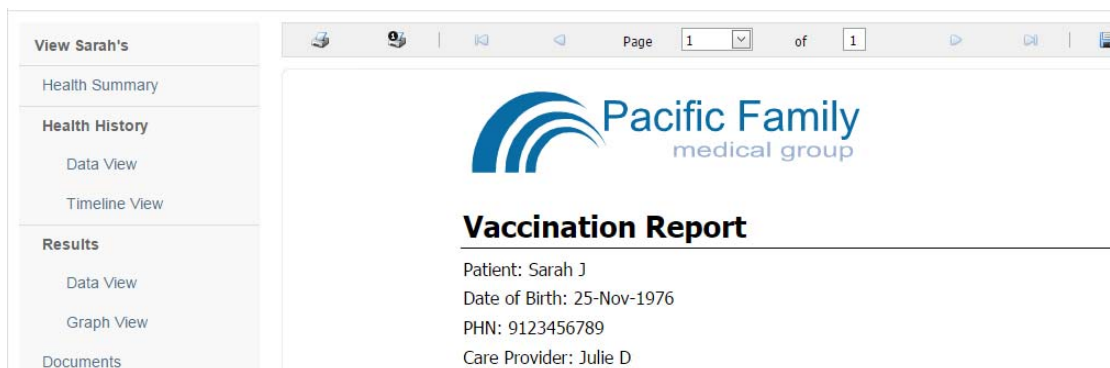 View Sarah's
Health Summary
Health History
Data View
Timeline View
Results
Data View
Graph View
Documents
Page 1 of 1
Pacific Family
medical group
Vaccination Report
Patient: Sarah J
Date of Birth: 25-Nov-1976
PHN: 9123456789
Care Provider: Julie D